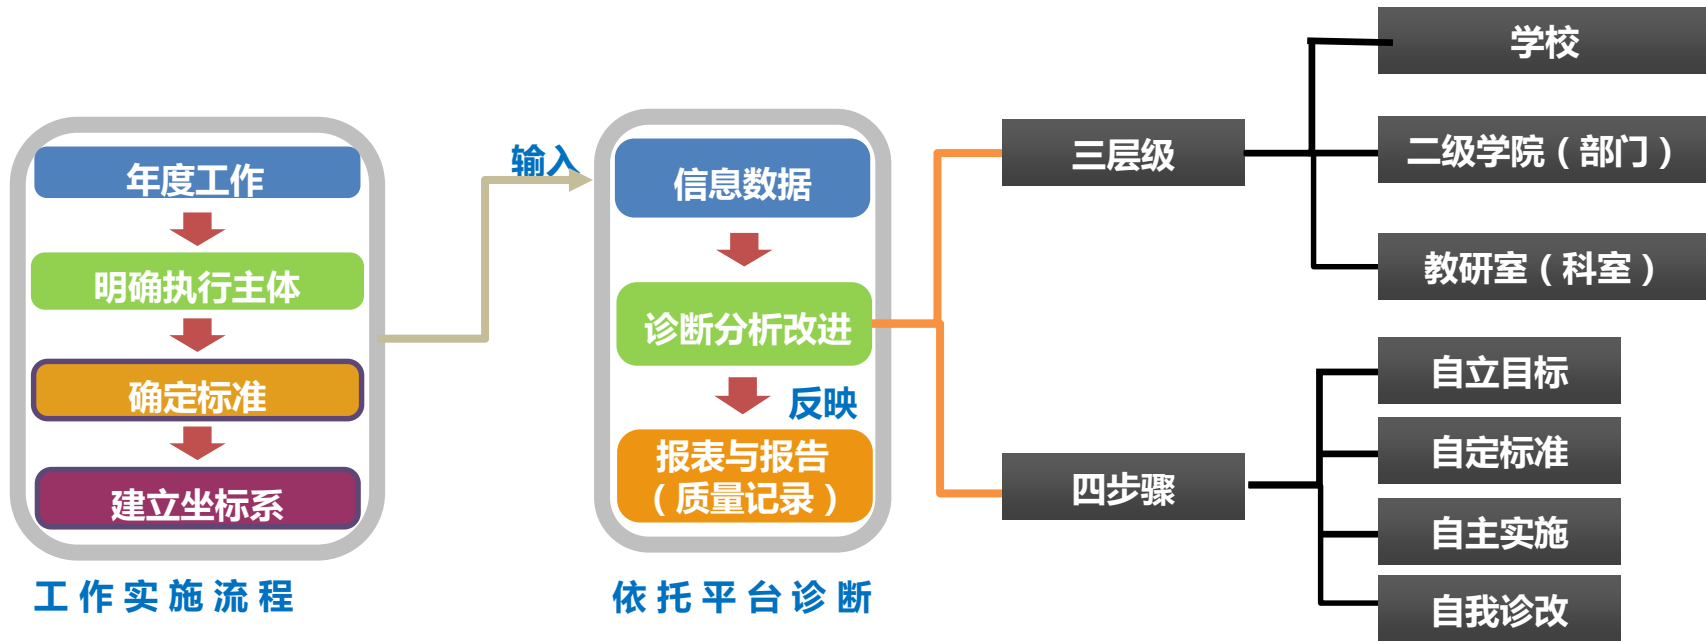 年度工作
明确执行主体
确定标准
建立坐标系
工作实施流程
输入
信息数据
诊断分析改进
反映
报表与报告
（质量记录）
依托平台诊断
三层级
学校
二级学院（部门）
教研室（科室）
四步骤
自立目标
自定标准
自主实施
自我诊改